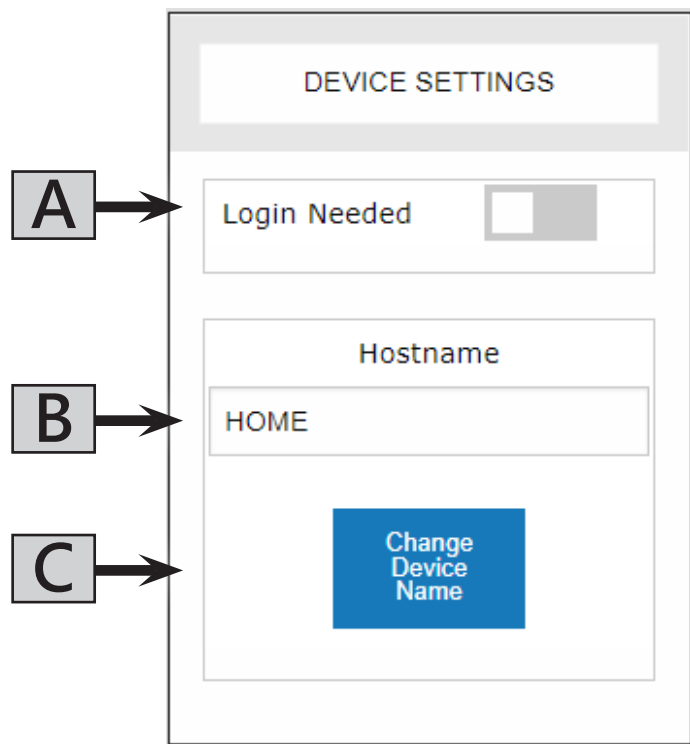 DEVICE SETTINGS
A
Login Needed
Hostname
B
HOME
C
Change
Device
Name